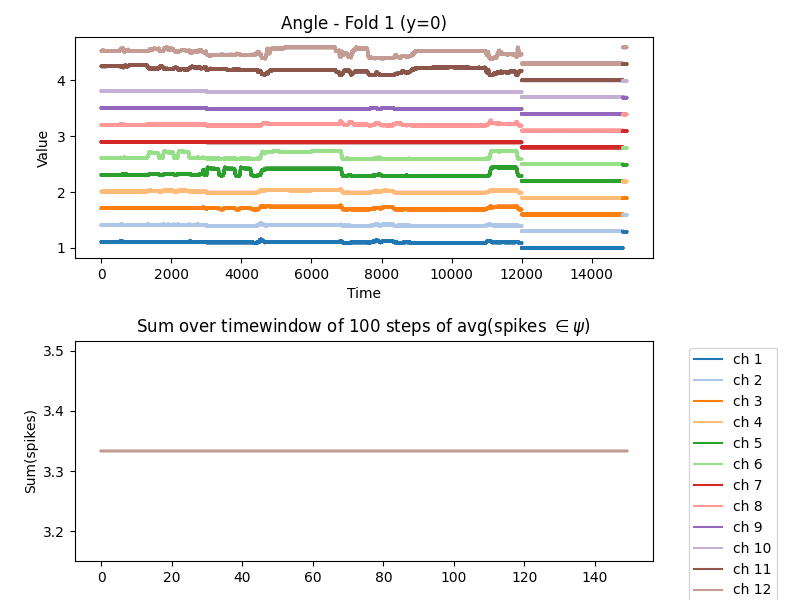 Angle - Fold 1 (y=0)
Value
4
3
2
1
0 2000 4000 6000 8000 10000 12000 14000
Time
Sum over timewindow of 100 steps of avg(spikes ∈ ψ)
Sum(spikes)
3.5
3.4
3.3
3.2
0 20 40 60 80 100 120 140
ch 1
ch 2
ch 3
ch 4
ch 5
ch 6
ch 7
ch 8
ch 9
ch 10
ch 11
ch 12